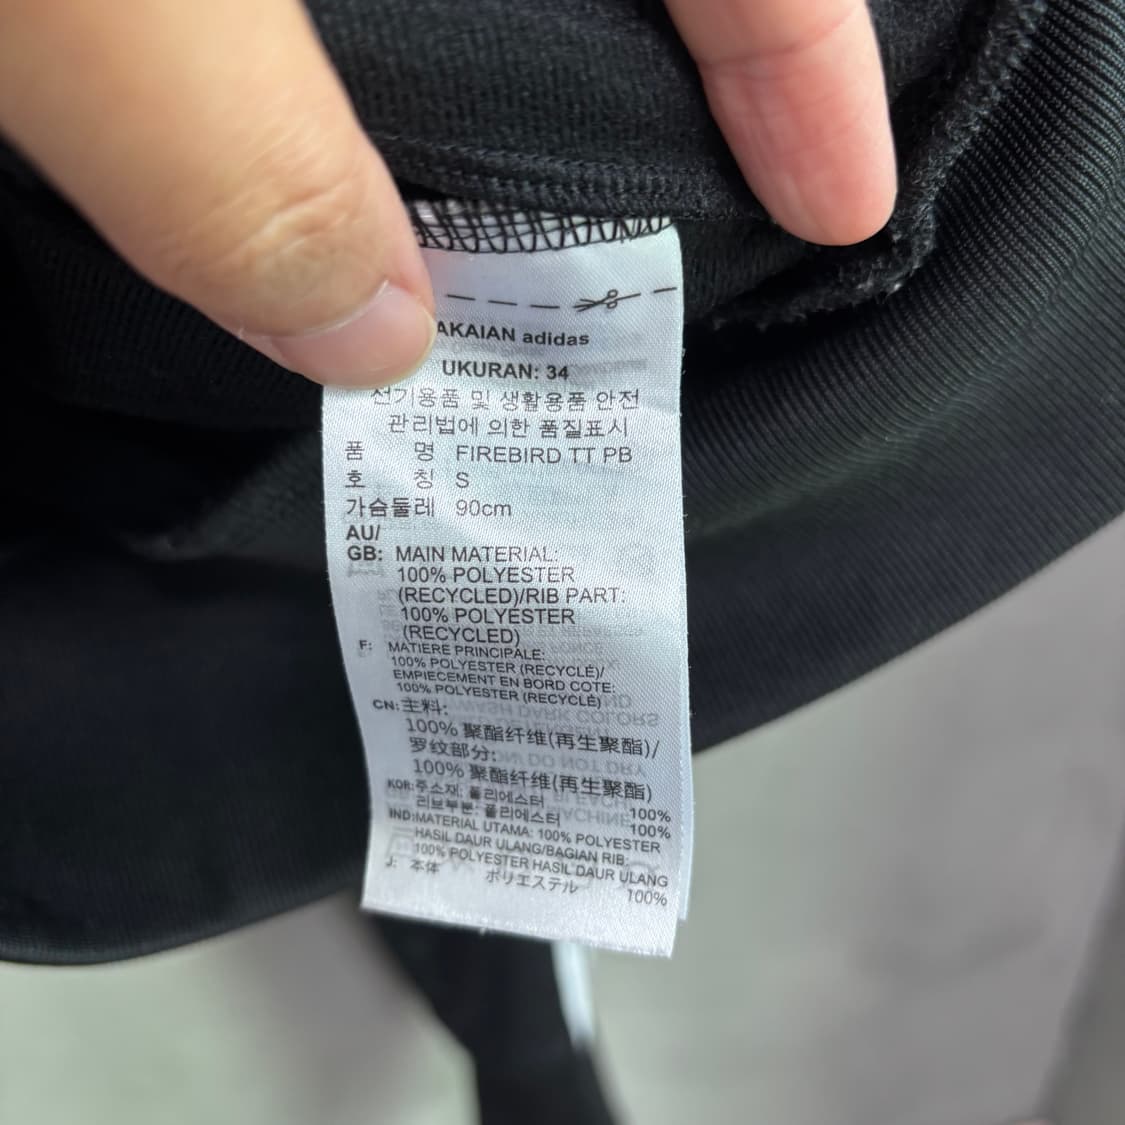 AKAIAN adidas
UKURAN: 34
전기용품 및 생활용품 안전
관리법에 의한 품질표시
품 명 FIREBIRD TT PB
호 칭 S
가슴둘레 90cm
AU/
GB: MAIN MATERIAL:
100% POLYESTER
(RECYCLED)/RIB PART:
100% POLYESTER
(RECYCLED)
F: MATIERE PRINCIPALE:
100% POLYESTER (RECYCLÉ)/
EMPIECEMENT EN BORD COTE:
100% POLYESTER (RECYCLÉ)
CN: 主料:
100% 聚酯纤维(再生聚酯)/
罗纹部分:
100% 聚酯纤维(再生聚酯)
KOR: 주소재: 폴리에스터 100%
리브부분: 폴리에스터 100%
IND: MATERIAL UTAMA: 100% POLYESTER
HASIL DAUR ULANG/BAGIAN RIB:
100% POLYESTER HASIL DAUR ULANG
J: 本体 ポリエステル 100%